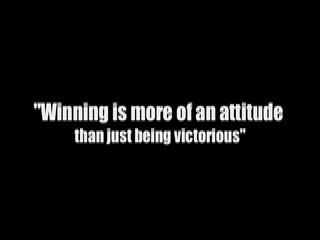 "Winning is more of an attitude
than just being victorious"